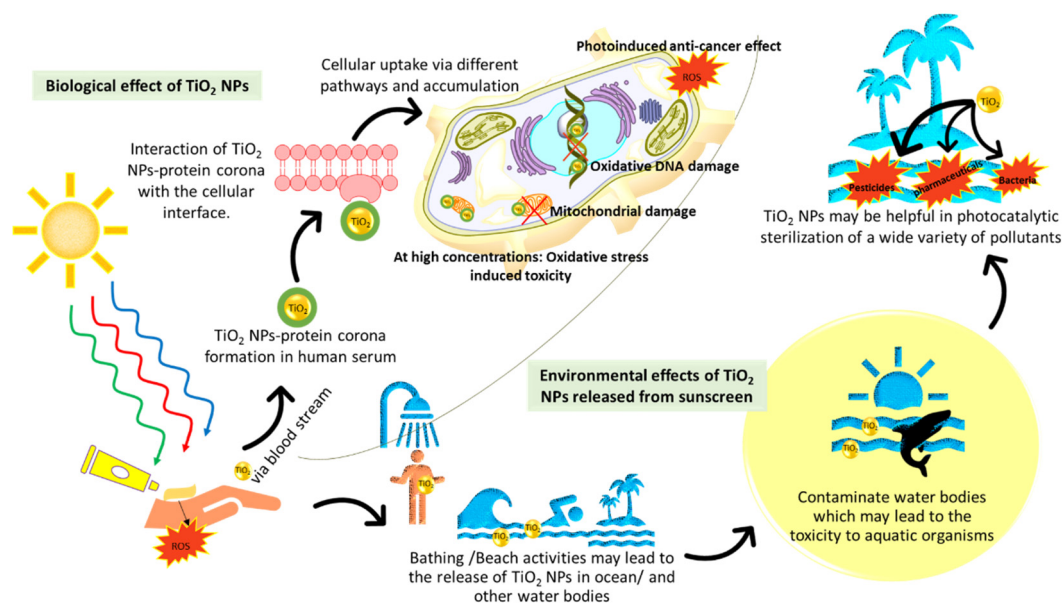 Biological effect of TiO₂ NPs
Cellular uptake via different
pathways and accumulation
Photoinduced anti-cancer effect
ROS
Interaction of TiO₂
NPs-protein corona
with the cellular
interface.
TiO₂
Oxidative DNA damage
Mitochondrial damage
At high concentrations: Oxidative stress
induced toxicity
TiO₂
TiO₂ NPs-protein corona
formation in human serum
via blood stream
TiO₂
ROS
TiO₂
Pesticides
pharmaceuticals
Bacteria
TiO₂ NPs may be helpful in photocatalytic
sterilization of a wide variety of pollutants
Environmental effects of TiO₂
NPs released from sunscreen
TiO₂
TiO₂
TiO₂
Bathing /Beach activities may lead to
the release of TiO₂ NPs in ocean/ and
other water bodies
TiO₂
TiO₂
Contaminate water bodies
which may lead to the
toxicity to aquatic organisms